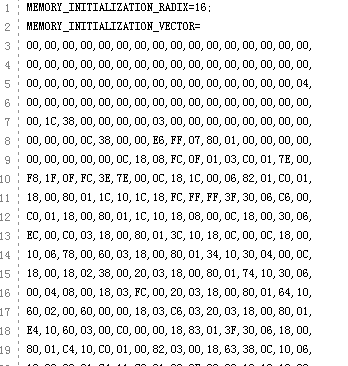 1 MEMORY_INITIALIZATION_RADIX=16;
2 MEMORY_INITIALIZATION_VECTOR=
3 00,00,00,00,00,00,00,00,00,00,00,00,00,00,00,00,
4 00,00,00,00,00,00,00,00,00,00,00,00,00,00,00,00,
5 00,00,00,00,00,00,00,00,00,00,00,00,00,00,00,04,
6 00,00,00,00,00,00,00,00,00,00,00,00,00,00,00,00,
7 00,1C,38,00,00,00,00,03,00,00,00,00,00,00,00,00,
8 00,00,00,0C,38,00,00,E6,FF,07,80,01,00,00,00,00,
9 00,00,00,00,00,0C,18,08,FC,0F,01,03,C0,01,7E,00,
10 F8,1F,0F,FC,3E,7E,00,0C,18,1C,00,06,82,01,C0,01,
11 18,00,80,01,1C,10,1C,18,FC,FF,FF,3F,30,06,C6,00,
12 C0,01,18,00,80,01,1C,10,18,08,00,0C,18,00,30,06,
13 EC,00,C0,03,18,00,80,01,3C,10,18,0C,00,0C,18,00,
14 10,06,78,00,60,03,18,00,80,01,34,10,30,04,00,0C,
15 18,00,18,02,38,00,20,03,18,00,80,01,74,10,30,06,
16 00,04,08,00,18,03,FC,00,20,03,18,00,80,01,64,10,
17 60,02,00,60,00,00,18,03,C6,03,20,03,18,00,80,01,
18 E4,10,60,03,00,C0,00,00,18,83,01,3F,30,06,18,00,
19 80,01,C4,10,C0,01,00,82,03,00,18,63,38,0C,10,06,